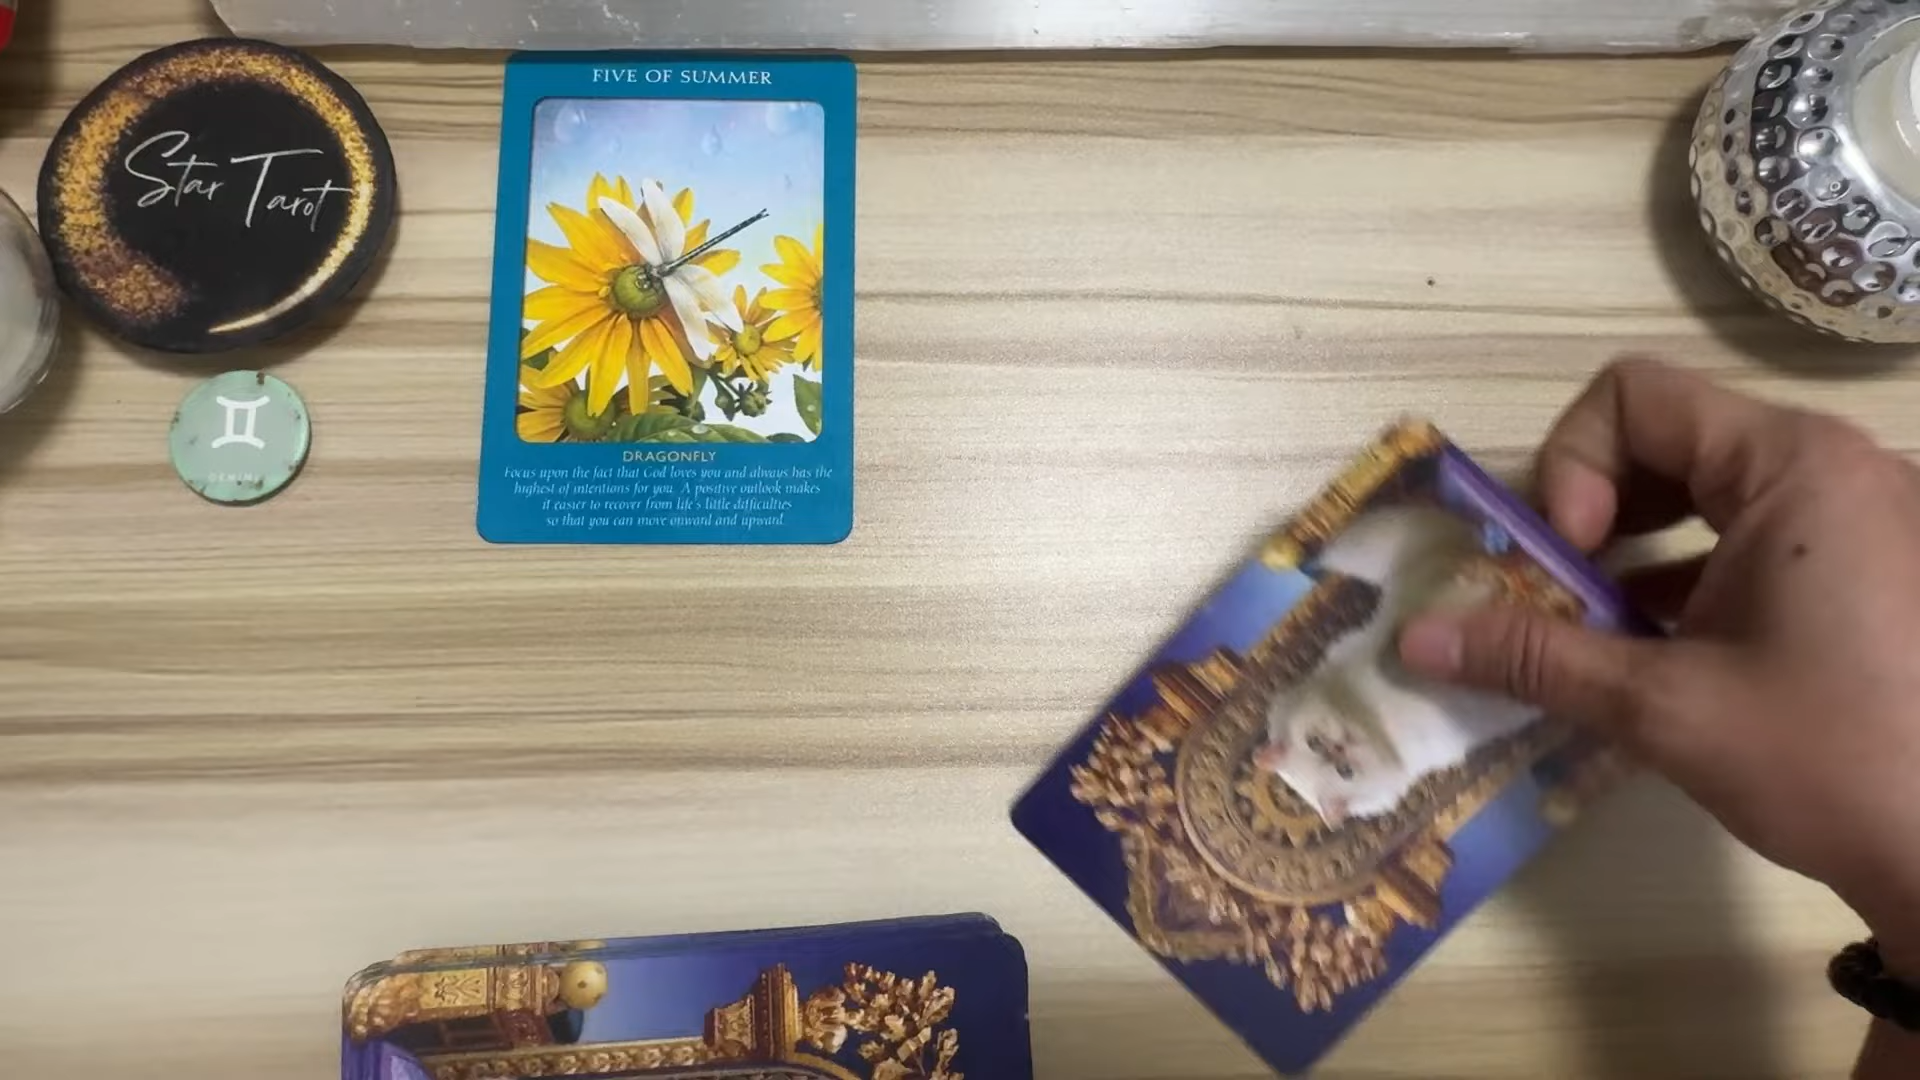 Star Tarot
GEMINI
FIVE OF SUMMER
DRAGONFLY
Focus upon the fact that God loves you and always has the
highest of intentions for you. A positive outlook makes
it easier to recover from life's little difficulties
so that you can move onward and upward.